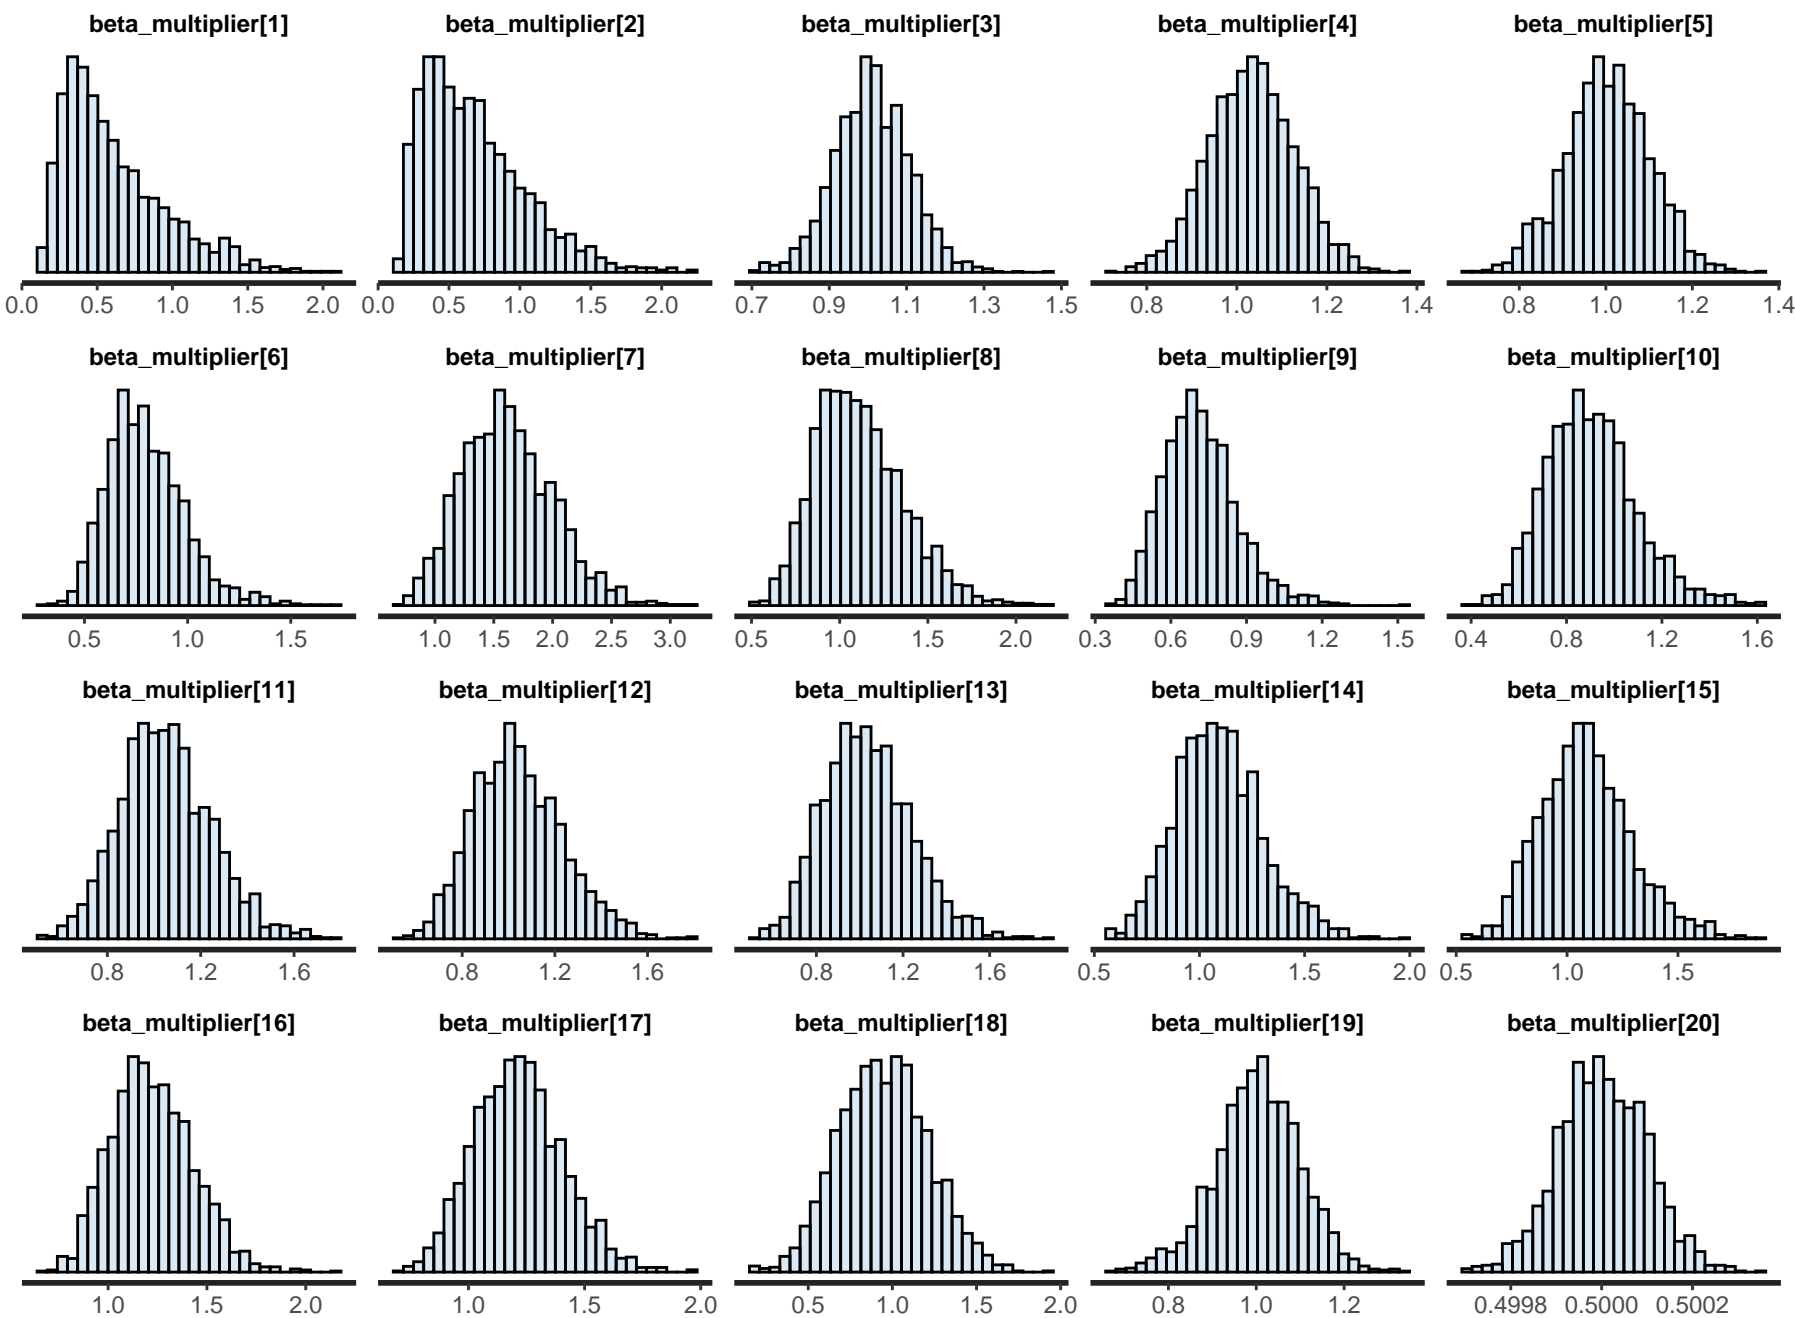 beta_multiplier[1] beta_multiplier[2] beta_multiplier[3] beta_multiplier[4] beta_multiplier[5]
0.0 0.5 1.0 1.5 2.0 0.0 0.5 1.0 1.5 2.0 0.7 0.9 1.1 1.3 1.5 0.8 1.0 1.2 1.4 0.8 1.0 1.2 1.4
beta_multiplier[6] beta_multiplier[7] beta_multiplier[8] beta_multiplier[9] beta_multiplier[10]
0.5 1.0 1.5 1.0 1.5 2.0 2.5 3.0 0.5 1.0 1.5 2.0 0.3 0.6 0.9 1.2 1.5 0.4 0.8 1.2 1.6
beta_multiplier[11] beta_multiplier[12] beta_multiplier[13] beta_multiplier[14] beta_multiplier[15]
0.8 1.2 1.6 0.8 1.2 1.6 0.8 1.2 1.6 0.5 1.0 1.5 2.0 0.5 1.0 1.5
beta_multiplier[16] beta_multiplier[17] beta_multiplier[18] beta_multiplier[19] beta_multiplier[20]
1.0 1.5 2.0 1.0 1.5 2.0 0.5 1.0 1.5 2.0 0.8 1.0 1.2 0.4998 0.5000 0.5002